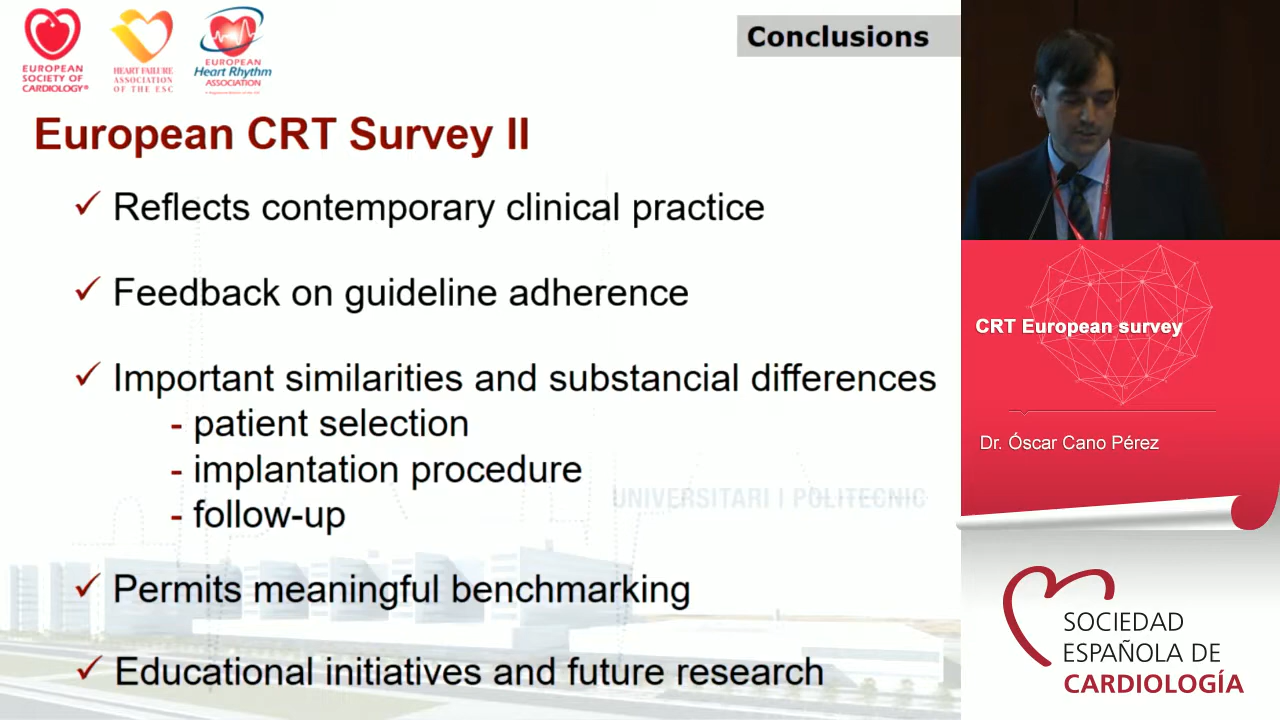 EUROPEAN
SOCIETY OF
CARDIOLOGY®
HEART FAILURE
ASSOCIATION
OF THE ESC
EUROPEAN
Heart Rhythm
ASSOCIATION
Conclusions
European CRT Survey II
✓ Reflects contemporary clinical practice
✓ Feedback on guideline adherence
✓ Important similarities and substancial differences
- patient selection
- implantation procedure
- follow-up
UNIVERSITARI I POLITECNIC
✓ Permits meaningful benchmarking
✓ Educational initiatives and future research
CRT European survey
Dr. Óscar Cano Pérez
SOCIEDAD
ESPAÑOLA DE
CARDIOLOGÍA